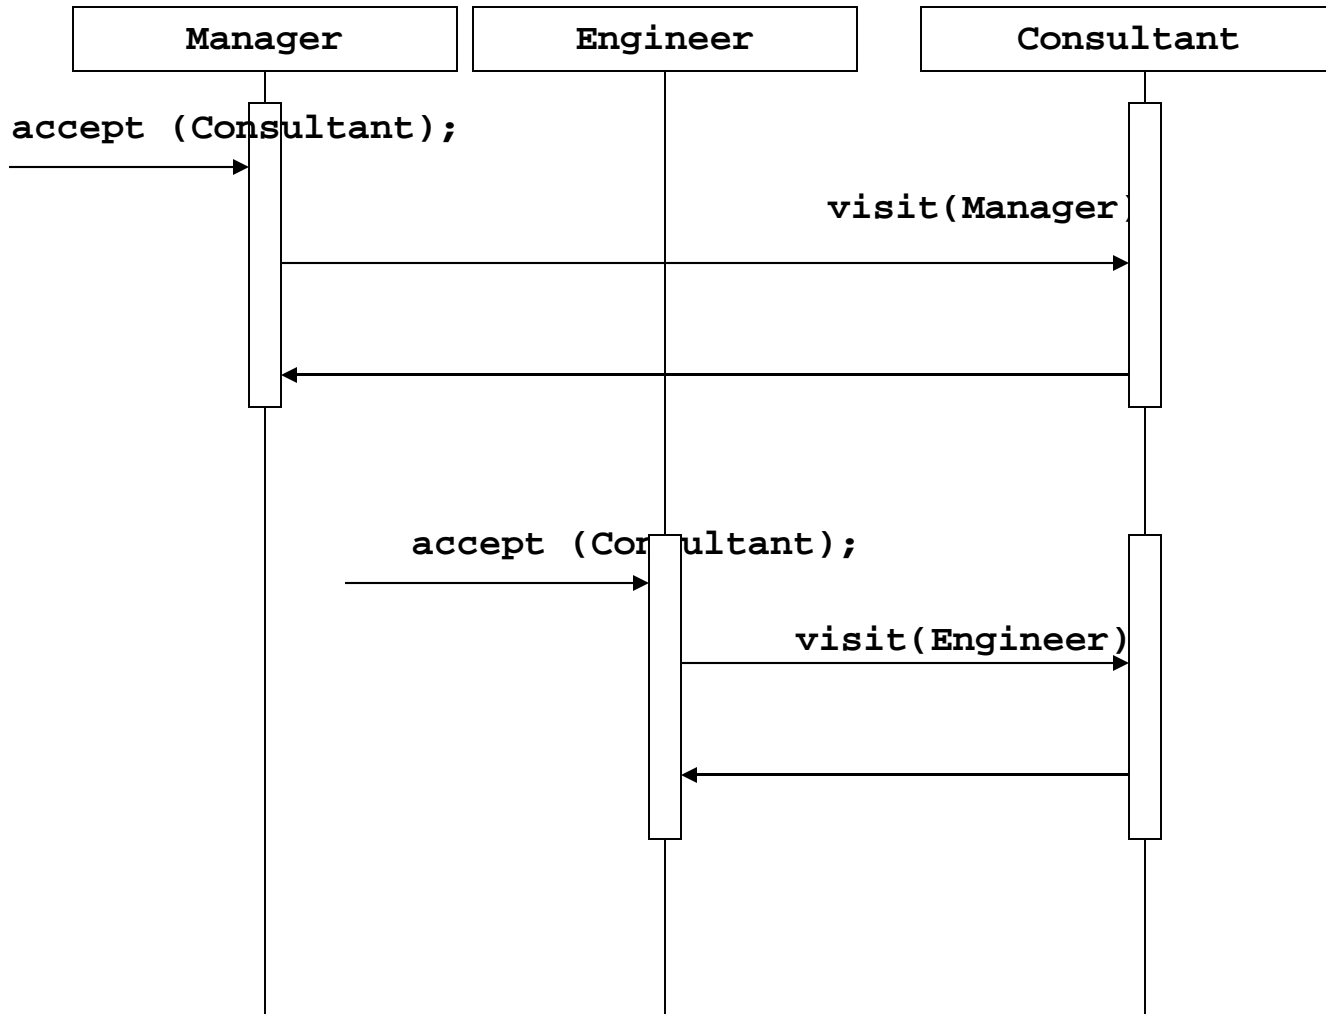 Manager Engineer Consultant
accept (Consultant);
visit(Manager)
accept (Consultant);
visit(Engineer)